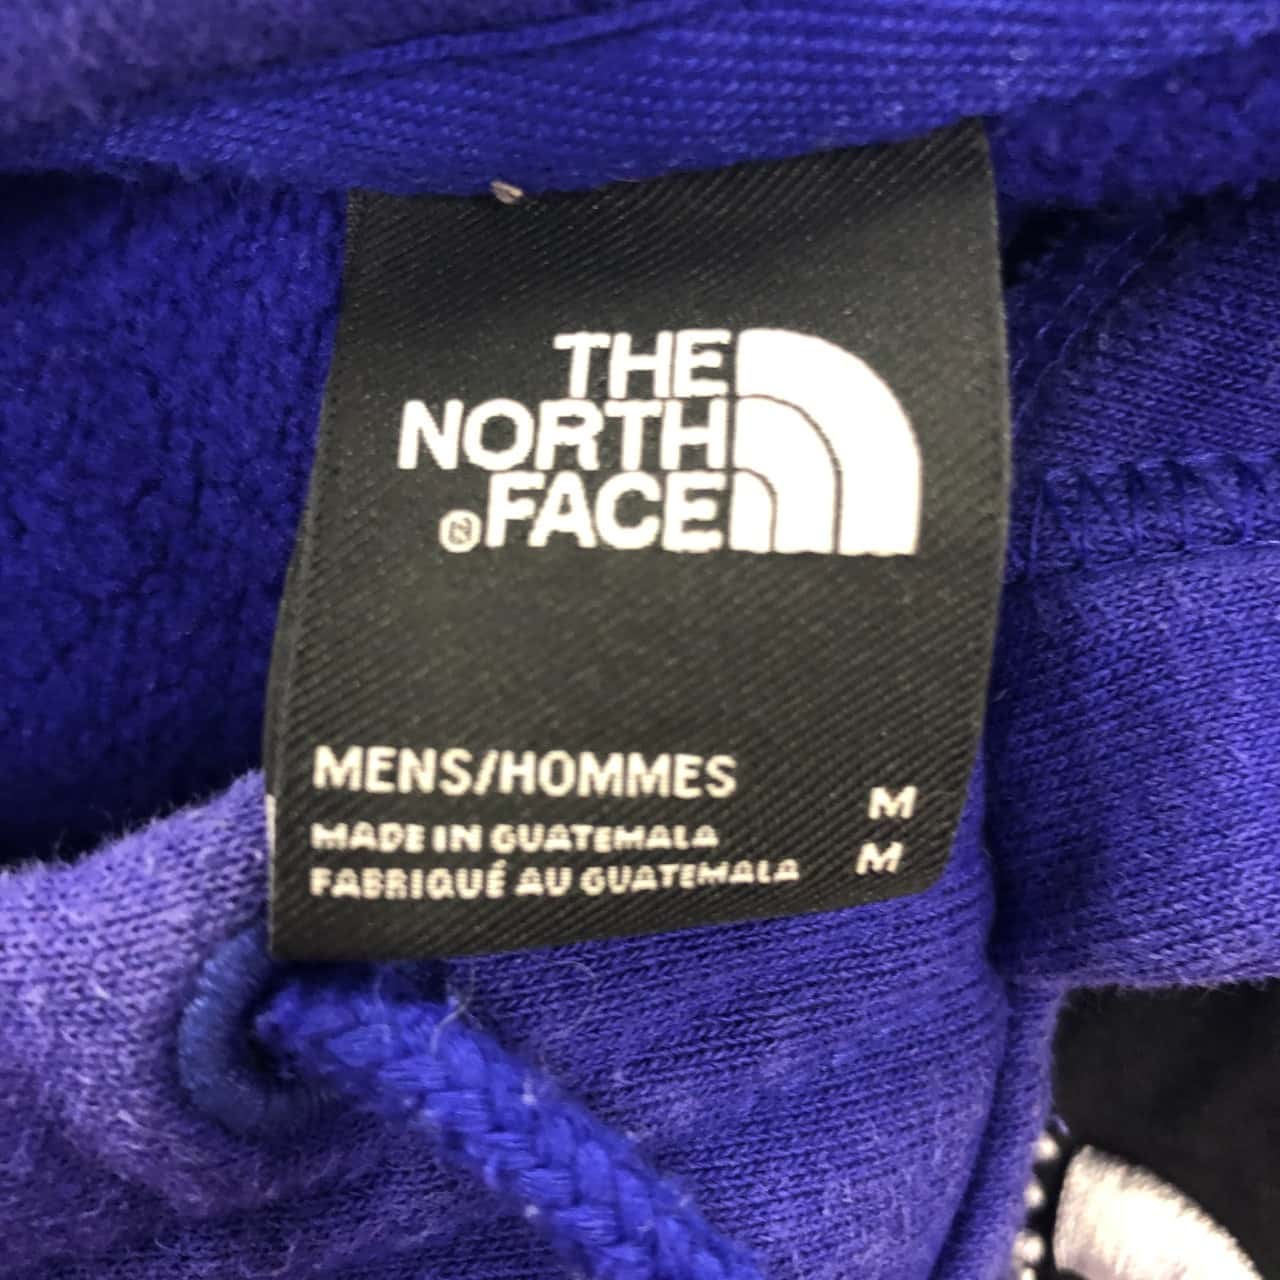 THE
NORTH
®FACE
MENS/HOMMES
MADE IN GUATEMALA M
FABRIQUÉ AU GUATEMALA M